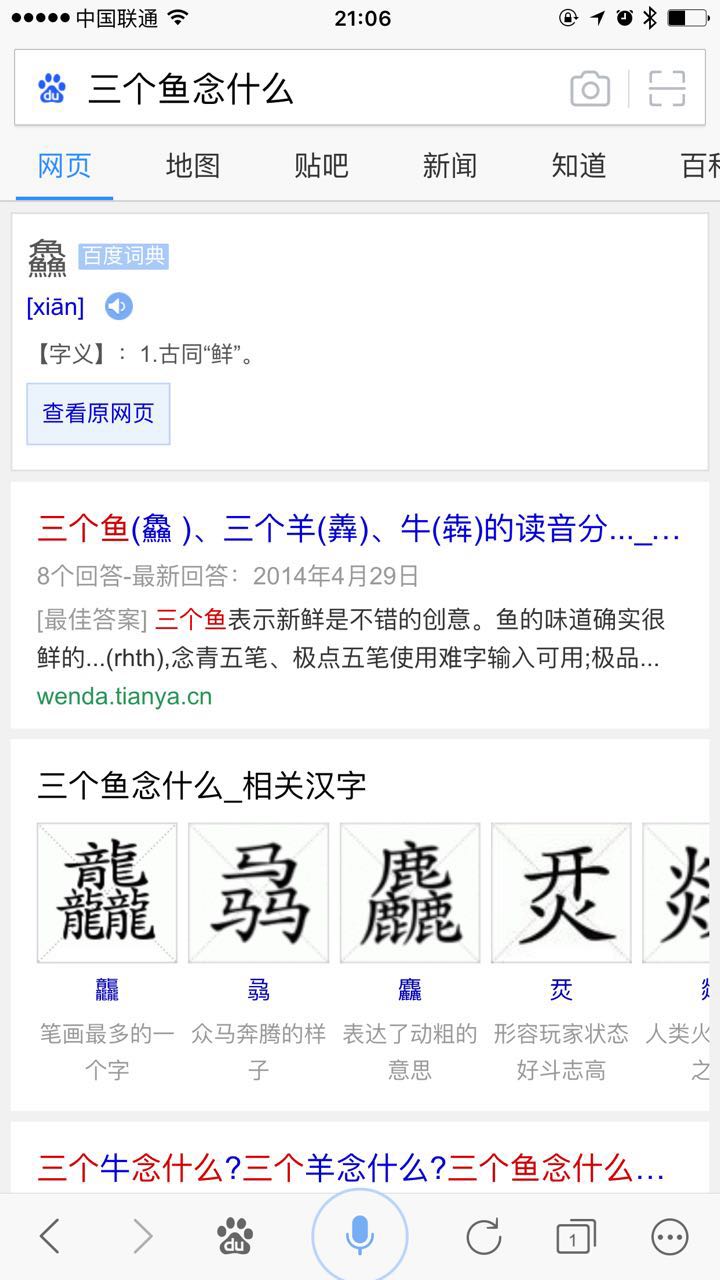 中国联通 21:06
三个鱼念什么
网页 地图 贴吧 新闻 知道 百科
鱻 百度词典
[xiān]
【字义】：1.古同“鲜”。
查看原网页
三个鱼(鱻 )、三个羊(羴)、牛(犇)的读音分..._...
8个回答-最新回答：2014年4月29日
[最佳答案] 三个鱼表示新鲜是不错的创意。鱼的味道确实很
鲜的...(rhth),念青五笔、极点五笔使用难字输入可用;极品...
wenda.tianya.cn
三个鱼念什么_相关汉字
龘 骉 麤 烎
龘 骉 麤 烎
笔画最多的一 众马奔腾的样 表达了动粗的 形容玩家状态 人类火
个字 子 意思 好斗志高 之
三个牛念什么?三个羊念什么?三个鱼念什么...
du
1